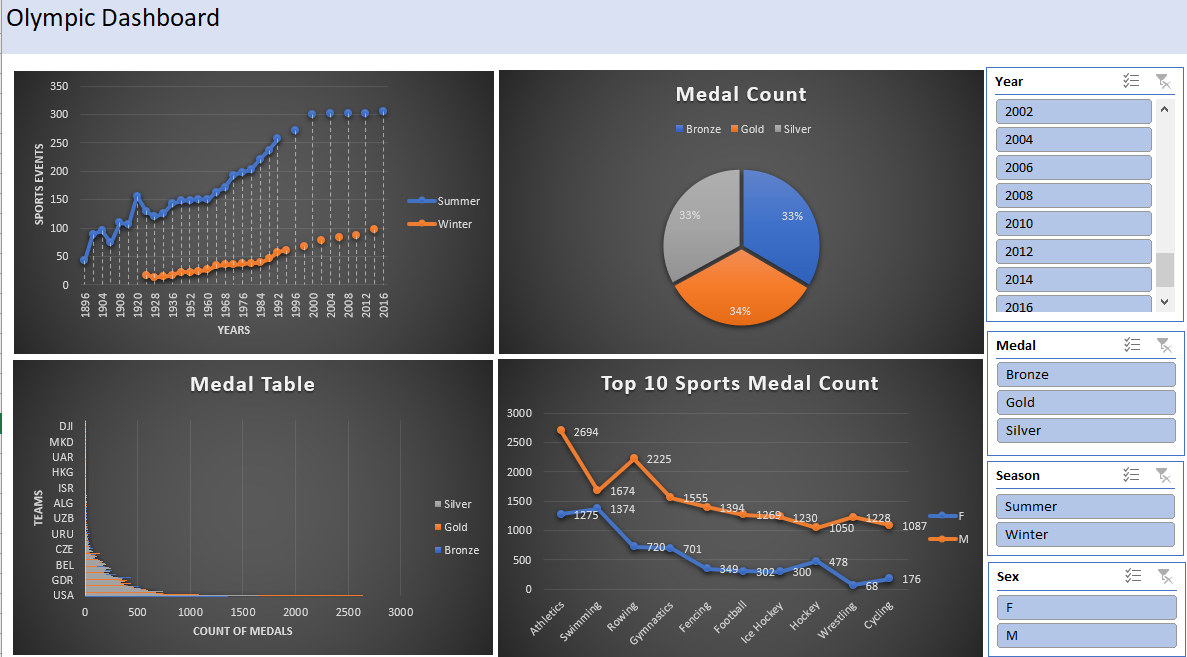 Olympic Dashboard
350
300
250
200
150
100
50
0
SPORTS EVENTS
1896
1904
1908
1920
1928
1936
1952
1960
1968
1976
1984
1992
1996
2000
2004
2008
2012
2016
YEARS
Summer
Winter
Medal Count
Bronze Gold Silver
33%
33%
34%
Year
2002
2004
2006
2008
2010
2012
2014
2016
Medal
Bronze
Gold
Silver
Season
Summer
Winter
Sex
F
M
Medal Table
TEAMS
DJI
MKD
UAR
HKG
ISR
ALG
UZB
URU
CZE
BEL
GDR
USA
0 500 1000 1500 2000 2500 3000
COUNT OF MEDALS
Silver
Gold
Bronze
Top 10 Sports Medal Count
3000
2500
2000
1500
1000
500
0
2694
1674
2225
1555
1394
1269
1230
1050
1228
1087
1275
1374
720
701
349
302
300
478
68
176
Athletics
Swimming
Rowing
Gymnastics
Fencing
Football
Ice Hockey
Hockey
Wrestling
Cycling
F
M